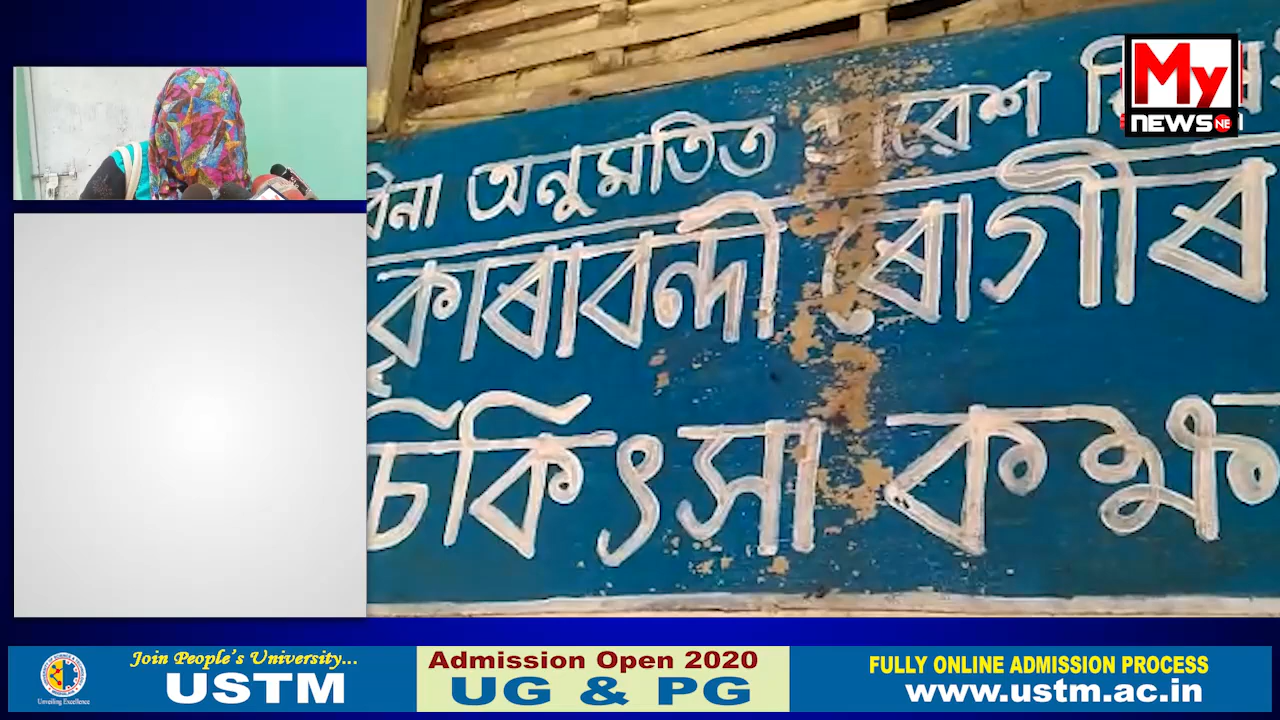 My
NEWS NE
বিনা অনুমতিত প্ৰবেশ
কাৰাবন্দী ৰোগীৰ
চিকিৎসা কক্ষ
Join People's University...
USTM
Unveiling Excellence
Admission Open 2020
UG & PG
FULLY ONLINE ADMISSION PROCESS
www.ustm.ac.in